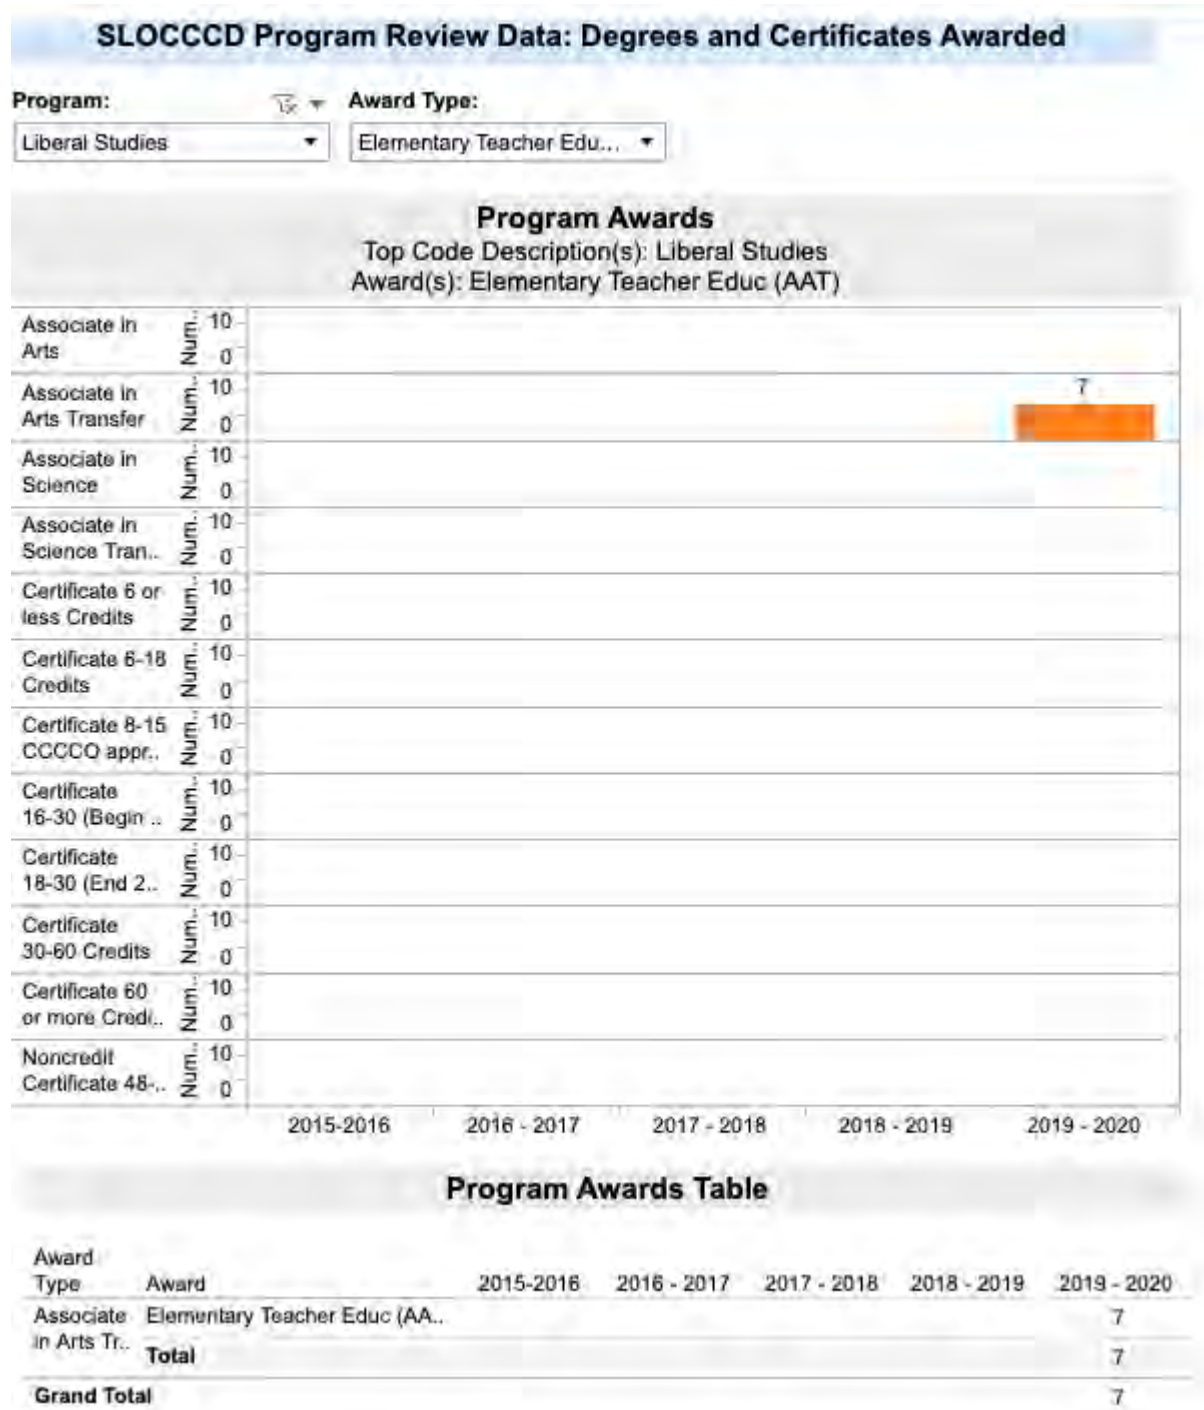 SLOCCCD Program Review Data: Degrees and Certificates Awarded
Program: Award Type:
Liberal Studies Elementary Teacher Edu...
Program Awards
Top Code Description(s): Liberal Studies
Award(s): Elementary Teacher Educ (AAT)
Associate in Arts Num.. 10 0
Associate in Arts Transfer Num.. 10 0 7
Associate in Science Num.. 10 0
Associate in Science Tran.. Num.. 10 0
Certificate 6 or less Credits Num.. 10 0
Certificate 6-18 Credits Num.. 10 0
Certificate 8-15 CCCCO appr.. Num.. 10 0
Certificate 16-30 (Begin .. Num.. 10 0
Certificate 18-30 (End 2.. Num.. 10 0
Certificate 30-60 Credits Num.. 10 0
Certificate 60 or more Credi.. Num.. 10 0
Noncredit Certificate 48-.. Num.. 10 0
2015-2016 2016 - 2017 2017 - 2018 2018 - 2019 2019 - 2020
Program Awards Table
Award
Type Award 2015-2016 2016 - 2017 2017 - 2018 2018 - 2019 2019 - 2020
Associate Elementary Teacher Educ (AA.. 7
in Arts Tr..
Total 7
Grand Total 7